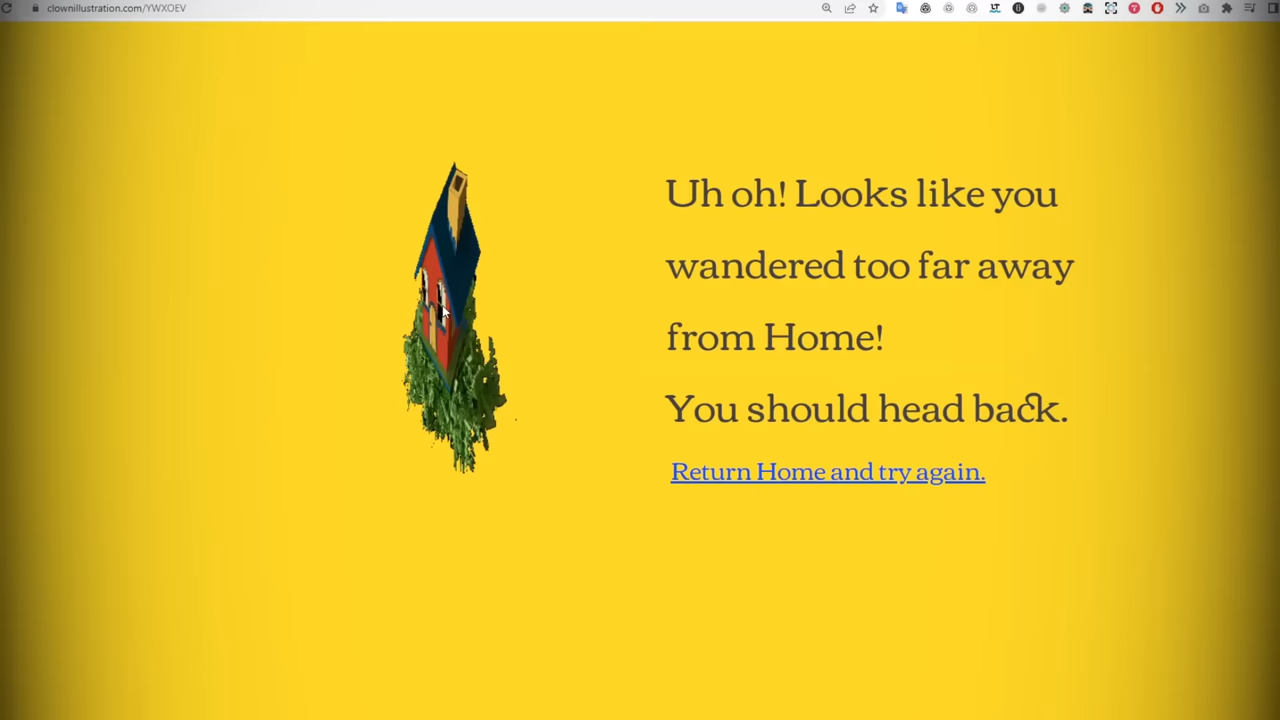 clownillustration.com/YWXOEV
Uh oh! Looks like you
wandered too far away
from Home!
You should head back.
Return Home and try again.